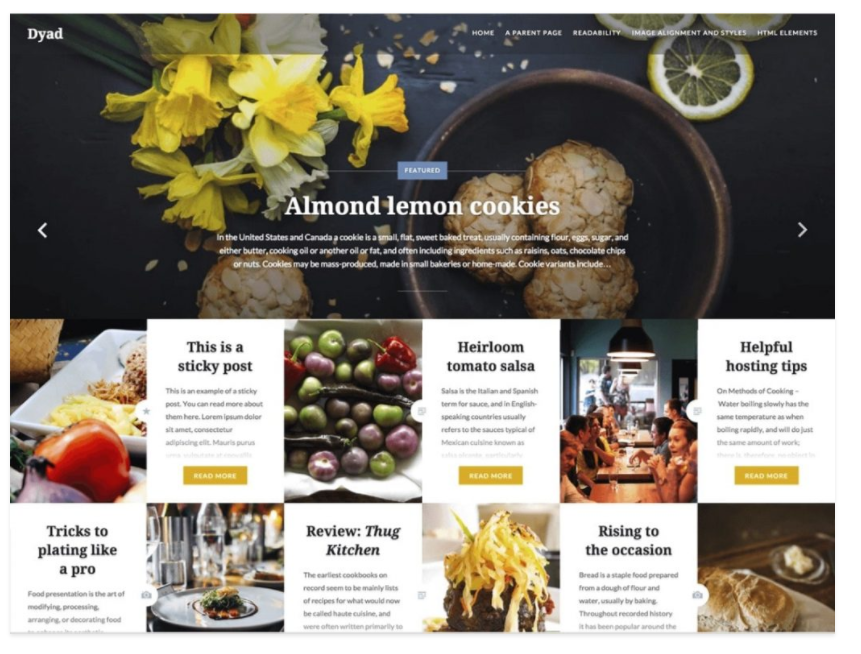 Dyad
HOME A PARENT PAGE READABILITY IMAGE ALIGNMENT AND STYLES HTML ELEMENTS
FEATURED
Almond lemon cookies
In the United States and Canada a cookie is a small, flat, sweet baked treat, usually containing flour, eggs, sugar, and
either butter, cooking oil or another oil or fat, and often including ingredients such as raisins, oats, chocolate chips
or nuts. Cookies may be mass-produced, made in small bakeries or home-made. Cookie variants include…
This is a
sticky post
This is an example of a sticky
post. You can read more about
them here. Lorem ipsum dolor
sit amet, consectetur
adipiscing elit. Mauris purus
READ MORE
Heirloom
tomato salsa
Salsa is the Italian and Spanish
term for sauce, and in English-
speaking countries usually
refers to the sauces typical of
Mexican cuisine known as
READ MORE
Helpful
hosting tips
On Methods of Cooking –
Water boiling slowly has the
same temperature as when
boiling rapidly, and will do just
the same amount of work;
READ MORE
Tricks to
plating like
a pro
Food presentation is the art of
modifying, processing,
arranging, or decorating food
Review: Thug
Kitchen
The earliest cookbooks on
record seem to be mainly lists
of recipes for what would now
be called haute cuisine, and
were often written primarily to
Rising to
the occasion
Bread is a staple food prepared
from a dough of flour and
water, usually by baking.
Throughout recorded history
it has been popular around the